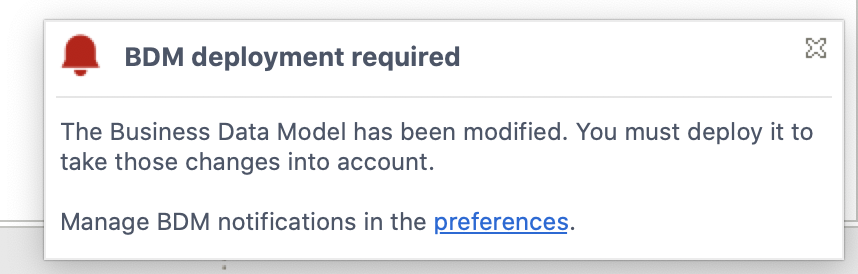 BDM deployment required
The Business Data Model has been modified. You must deploy it to
take those changes into account.
Manage BDM notifications in the preferences.